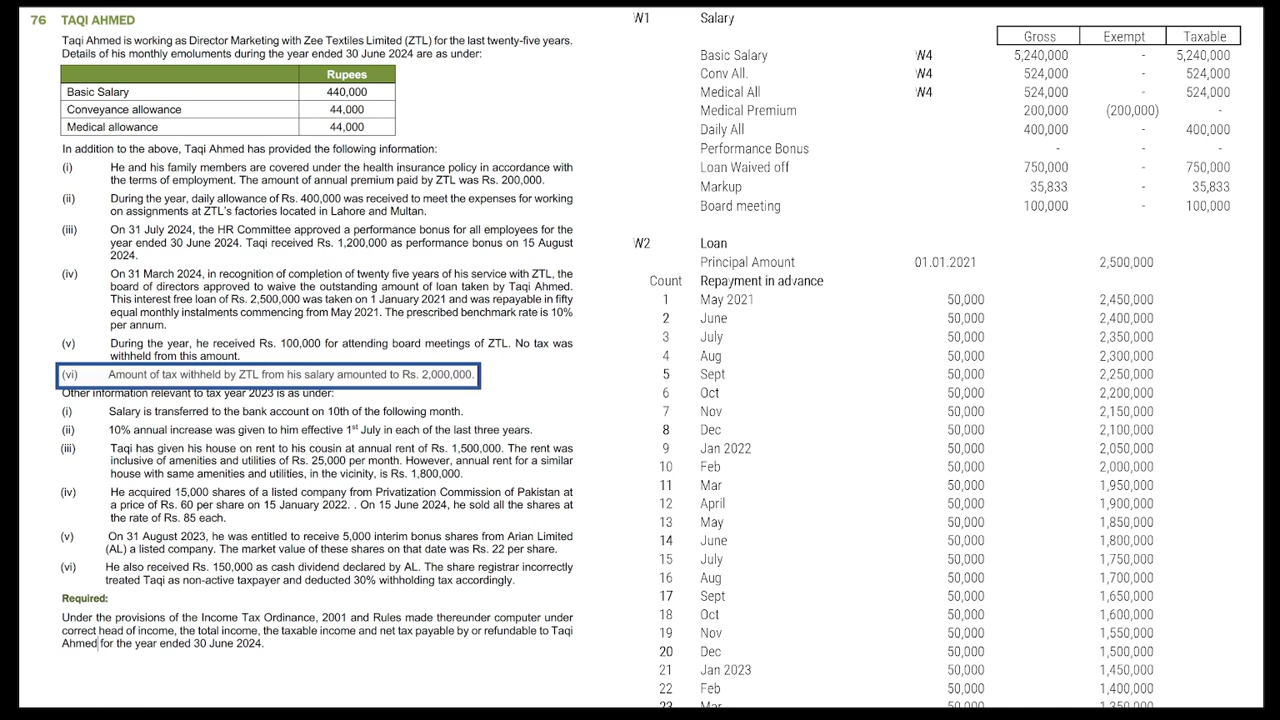 76 TAQI AHMED
Taqi Ahmed is working as Director Marketing with Zee Textiles Limited (ZTL) for the last twenty-five years.
Details of his monthly emoluments during the year ended 30 June 2024 are as under:
Rupees
Basic Salary 440,000
Conveyance allowance 44,000
Medical allowance 44,000
In addition to the above, Taqi Ahmed has provided the following information:
(i) He and his family members are covered under the health insurance policy in accordance with
the terms of employment. The amount of annual premium paid by ZTL was Rs. 200,000.
(ii) During the year, daily allowance of Rs. 400,000 was received to meet the expenses for working
on assignments at ZTL's factories located in Lahore and Multan.
(iii) On 31 July 2024, the HR Committee approved a performance bonus for all employees for the
year ended 30 June 2024. Taqi received Rs. 1,200,000 as performance bonus on 15 August
2024.
(iv) On 31 March 2024, in recognition of completion of twenty five years of his service with ZTL, the
board of directors approved to waive the outstanding amount of loan taken by Taqi Ahmed.
This interest free loan of Rs. 2,500,000 was taken on 1 January 2021 and was repayable in fifty
equal monthly instalments commencing from May 2021. The prescribed benchmark rate is 10%
per annum.
(v) During the year, he received Rs. 100,000 for attending board meetings of ZTL. No tax was
withheld from this amount.
(vi) Amount of tax withheld by ZTL from his salary amounted to Rs. 2,000,000.
Other information relevant to tax year 2023 is as under:
(i) Salary is transferred to the bank account on 10th of the following month.
(ii) 10% annual increase was given to him effective 1st July in each of the last three years.
(iii) Taqi has given his house on rent to his cousin at annual rent of Rs. 1,500,000. The rent was
inclusive of amenities and utilities of Rs. 25,000 per month. However, annual rent for a similar
house with same amenities and utilities, in the vicinity, is Rs. 1,800,000.
(iv) He acquired 15,000 shares of a listed company from Privatization Commission of Pakistan at
a price of Rs. 60 per share on 15 January 2022. . On 15 June 2024, he sold all the shares at
the rate of Rs. 85 each.
(v) On 31 August 2023, he was entitled to receive 5,000 interim bonus shares from Arian Limited
(AL) a listed company. The market value of these shares on that date was Rs. 22 per share.
(vi) He also received Rs. 150,000 as cash dividend declared by AL. The share registrar incorrectly
treated Taqi as non-active taxpayer and deducted 30% withholding tax accordingly.
Required:
Under the provisions of the Income Tax Ordinance, 2001 and Rules made thereunder computer under
correct head of income, the total income, the taxable income and net tax payable by or refundable to Taqi
Ahmed for the year ended 30 June 2024.
W1 Salary
Gross Exempt Taxable
Basic Salary W4 5,240,000 - 5,240,000
Conv All. W4 524,000 - 524,000
Medical All W4 524,000 - 524,000
Medical Premium 200,000 (200,000) -
Daily All 400,000 - 400,000
Performance Bonus - - -
Loan Waived off 750,000 - 750,000
Markup 35,833 - 35,833
Board meeting 100,000 - 100,000
W2 Loan
Principal Amount 01.01.2021 2,500,000
Count Repayment in advance
1 May 2021 50,000 2,450,000
2 June 50,000 2,400,000
3 July 50,000 2,350,000
4 Aug 50,000 2,300,000
5 Sept 50,000 2,250,000
6 Oct 50,000 2,200,000
7 Nov 50,000 2,150,000
8 Dec 50,000 2,100,000
9 Jan 2022 50,000 2,050,000
10 Feb 50,000 2,000,000
11 Mar 50,000 1,950,000
12 April 50,000 1,900,000
13 May 50,000 1,850,000
14 June 50,000 1,800,000
15 July 50,000 1,750,000
16 Aug 50,000 1,700,000
17 Sept 50,000 1,650,000
18 Oct 50,000 1,600,000
19 Nov 50,000 1,550,000
20 Dec 50,000 1,500,000
21 Jan 2023 50,000 1,450,000
22 Feb 50,000 1,400,000
23 Mar 50,000 1,350,000